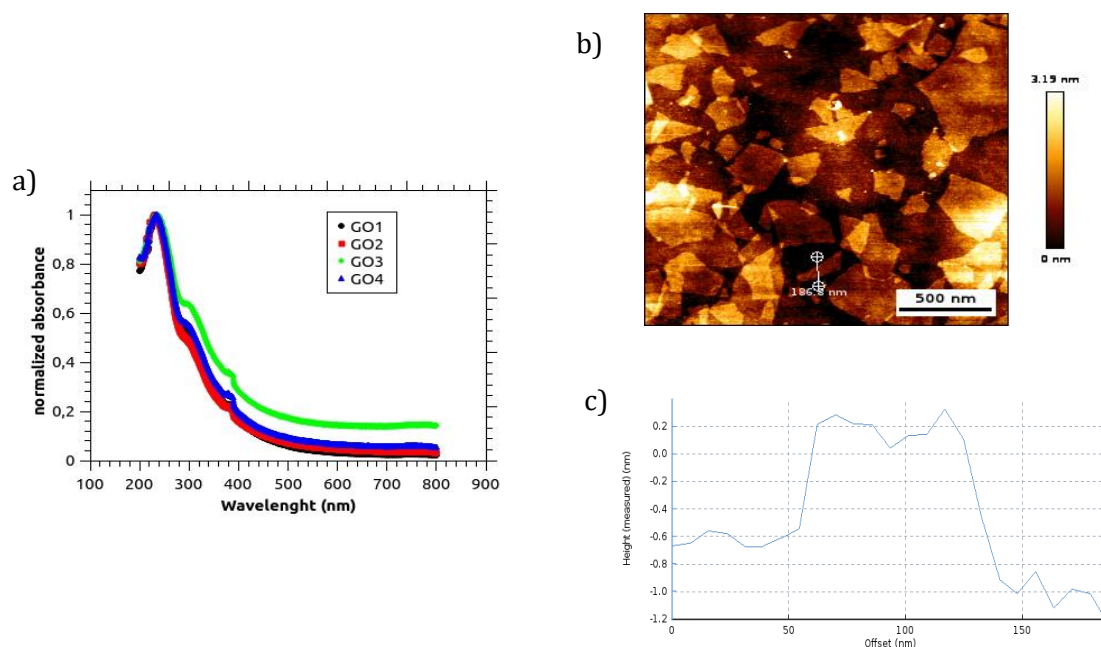 a)
normalized absorbance
1
0,8
0,6
0,4
0,2
0
100 200 300 400 500 600 700 800 900
Wavelenght (nm)
GO1
GO2
GO3
GO4
b)
186.8 nm
500 nm
3.19 nm
0 nm
c)
Height (measured) (nm)
0.2
0.0
-0.2
-0.4
-0.6
-0.8
-1.0
-1.2
0 50 100 150
Offset (nm)